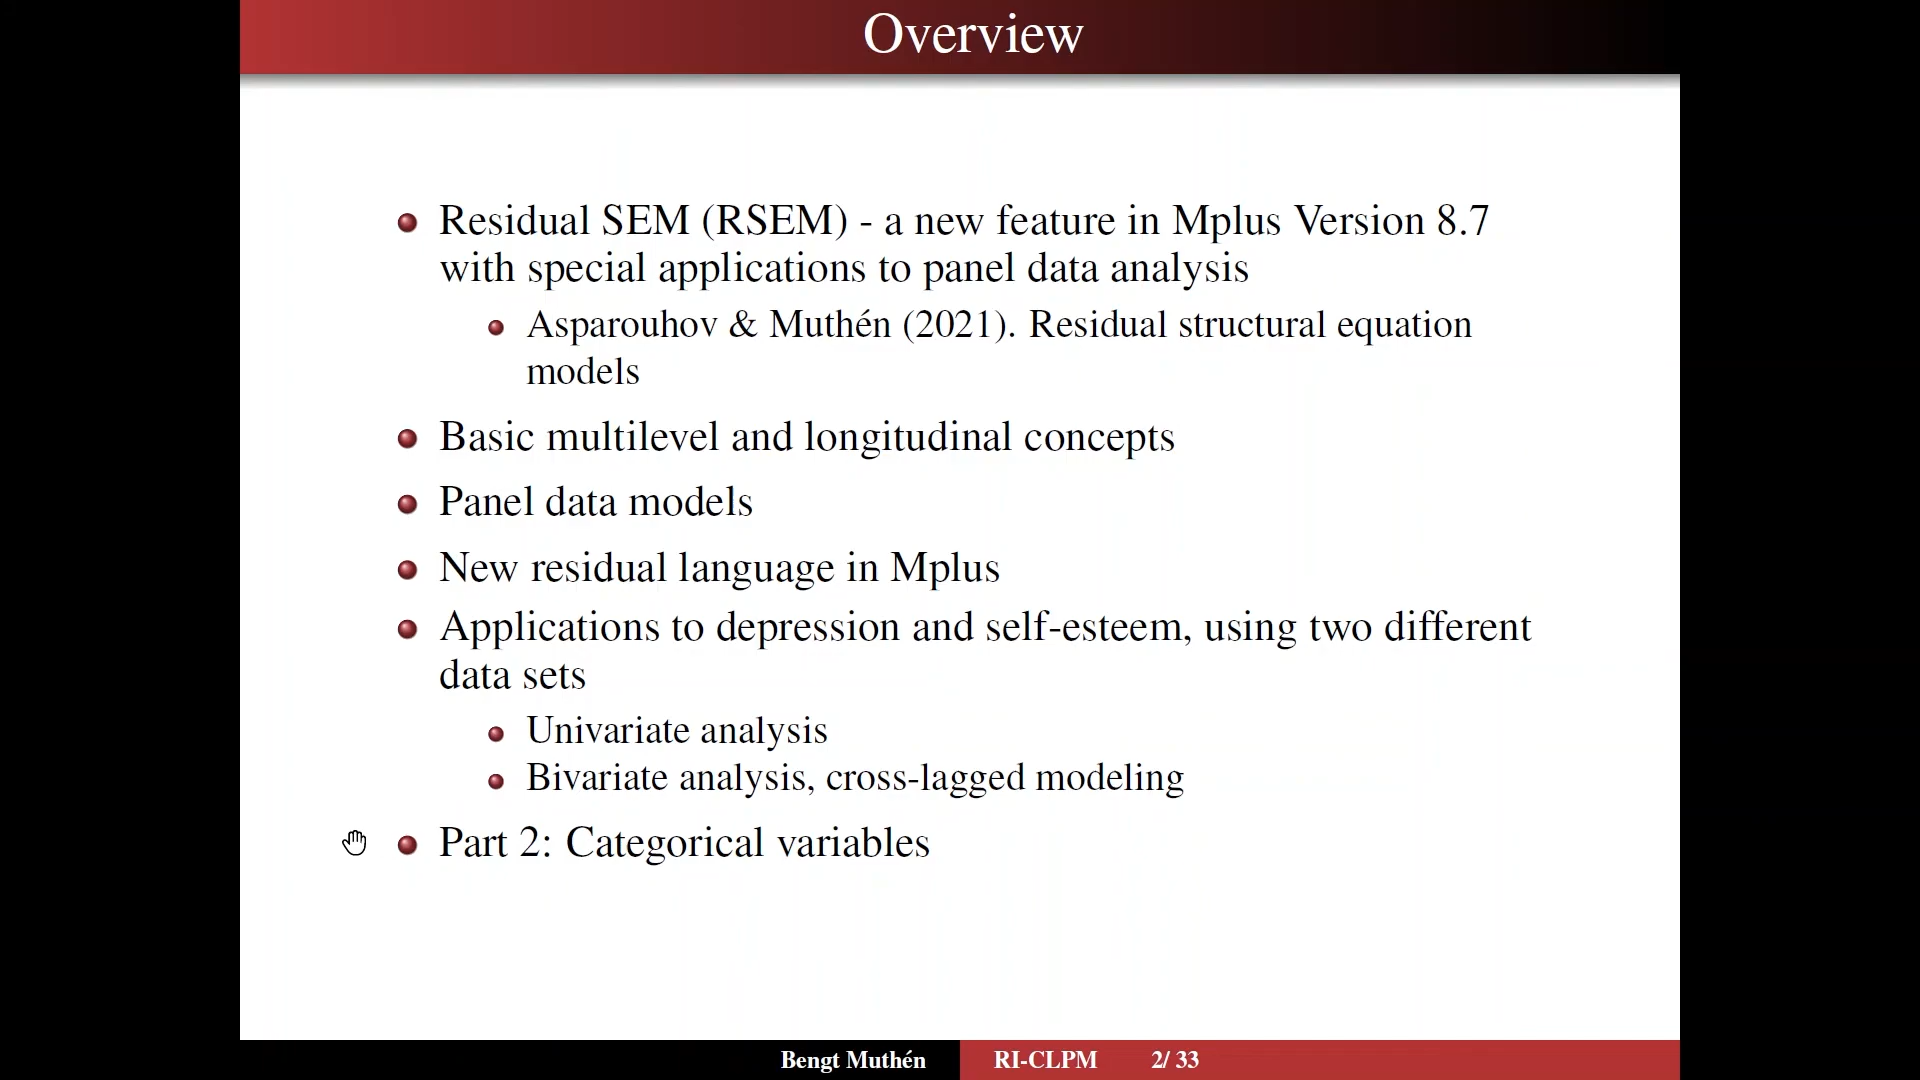 Overview
Residual SEM (RSEM) - a new feature in Mplus Version 8.7
with special applications to panel data analysis
Asparouhov & Muthén (2021). Residual structural equation
models
Basic multilevel and longitudinal concepts
Panel data models
New residual language in Mplus
Applications to depression and self-esteem, using two different
data sets
Univariate analysis
Bivariate analysis, cross-lagged modeling
Part 2: Categorical variables
Bengt Muthén RI-CLPM 2/ 33